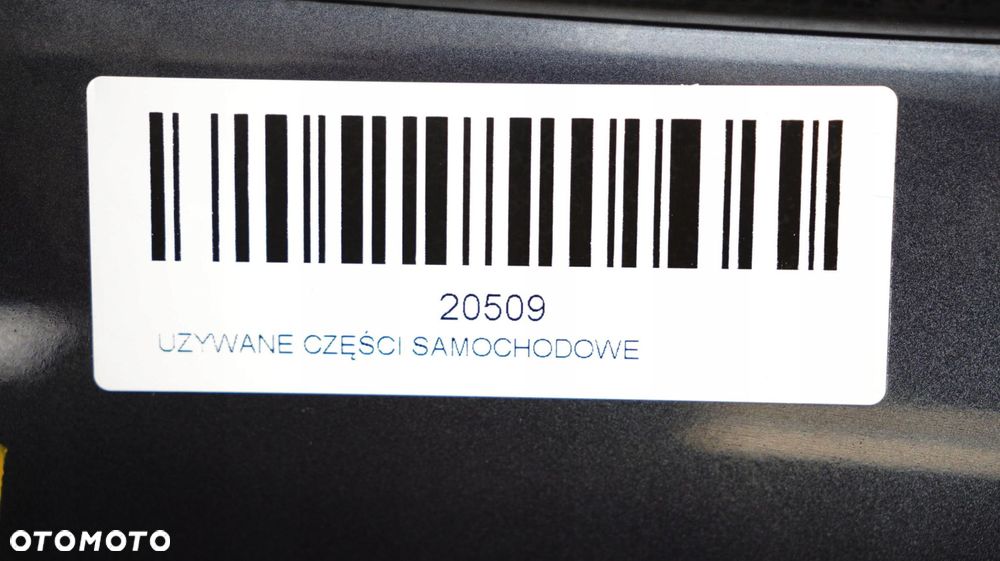 20509
UZYWANE CZĘŚCI SAMOCHODOWE
OTOMOTO